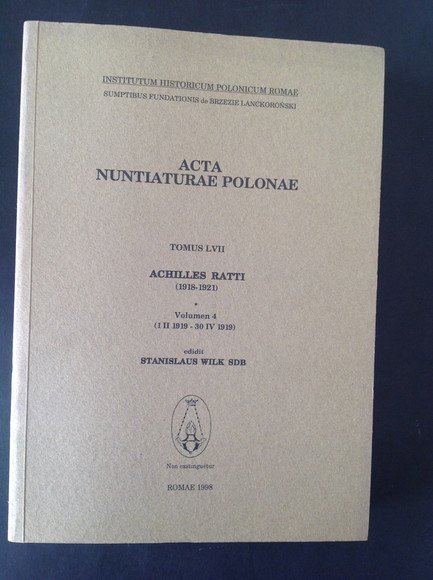 INSTITUTUM HISTORICUM POLONICUM ROMAE
SUMPTIBUS FUNDATIONIS de BRZEZIE LANCKOROŃSKI
ACTA
NUNTIATURAE POLONAE
TOMUS LVII
ACHILLES RATTI
(1918-1921)
*
Volumen 4
(1 II 1919 - 30 IV 1919)
edidit
STANISLAUS WILK SDB
Non exstinguetur
ROMAE 1998